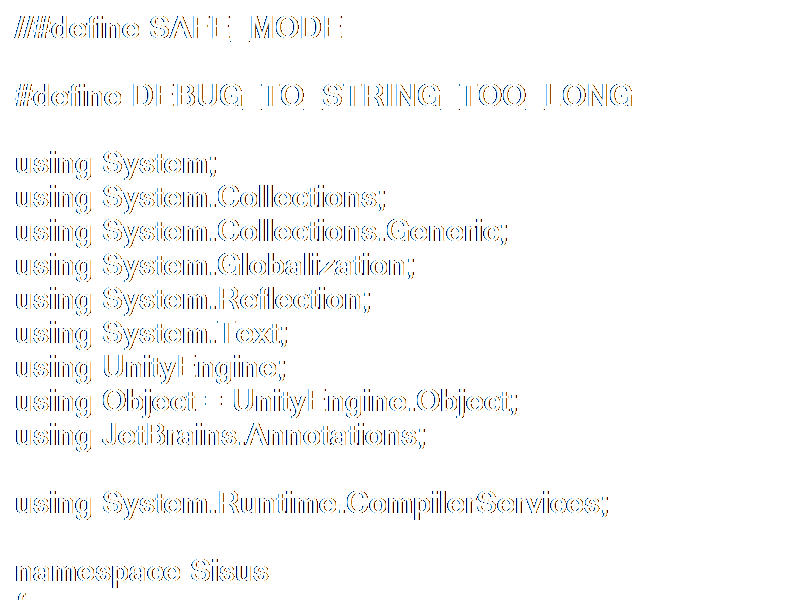 //#define SAFE_MODE
#define DEBUG_TO_STRING_TOO_LONG
using System;
using System.Collections;
using System.Collections.Generic;
using System.Globalization;
using System.Reflection;
using System.Text;
using UnityEngine;
using Object = UnityEngine.Object;
using JetBrains.Annotations;
using System.Runtime.CompilerServices;
namespace Sisus
{